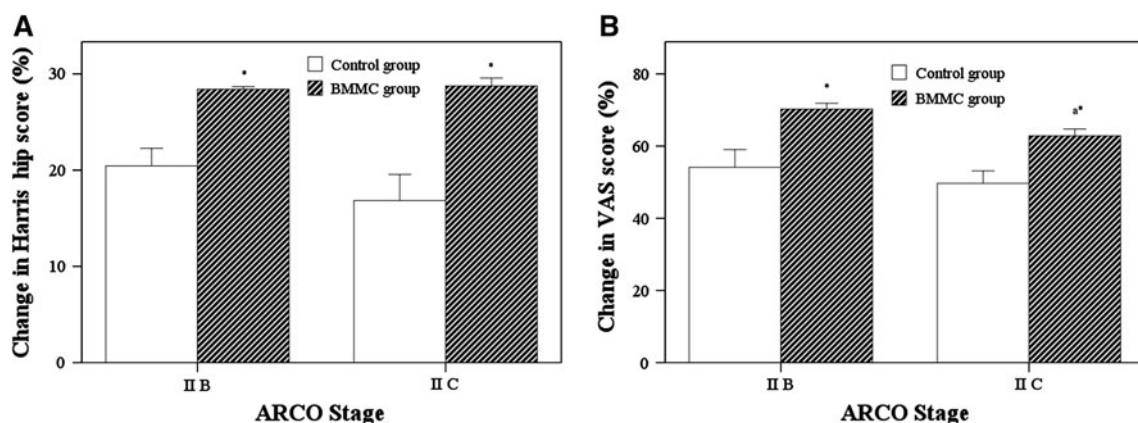 A
Change in Harris hip score (%)
30
20
10
0
Control group
BMMC group
*
*
II B
II C
ARCO Stage
B
Change in VAS score (%)
80
60
40
20
0
Control group
BMMC group
*
a*
II B
II C
ARCO Stage